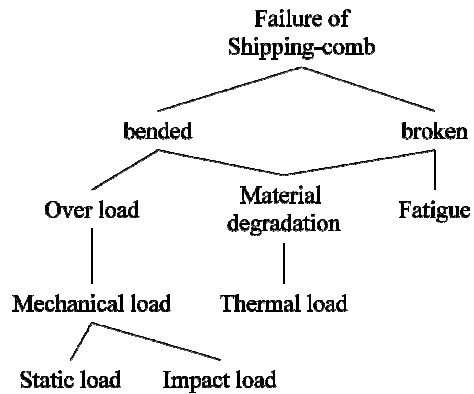 Failure of
Shipping-comb
bended
broken
Over load
Material
degradation
Fatigue
Mechanical load
Thermal load
Static load
Impact load